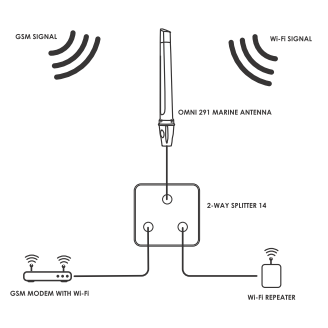 GSM SIGNAL
Wi-Fi SIGNAL
OMNI 291 MARINE ANTENNA
2-WAY SPLITTER 14
GSM MODEM WITH Wi-Fi
Wi-Fi REPEATER